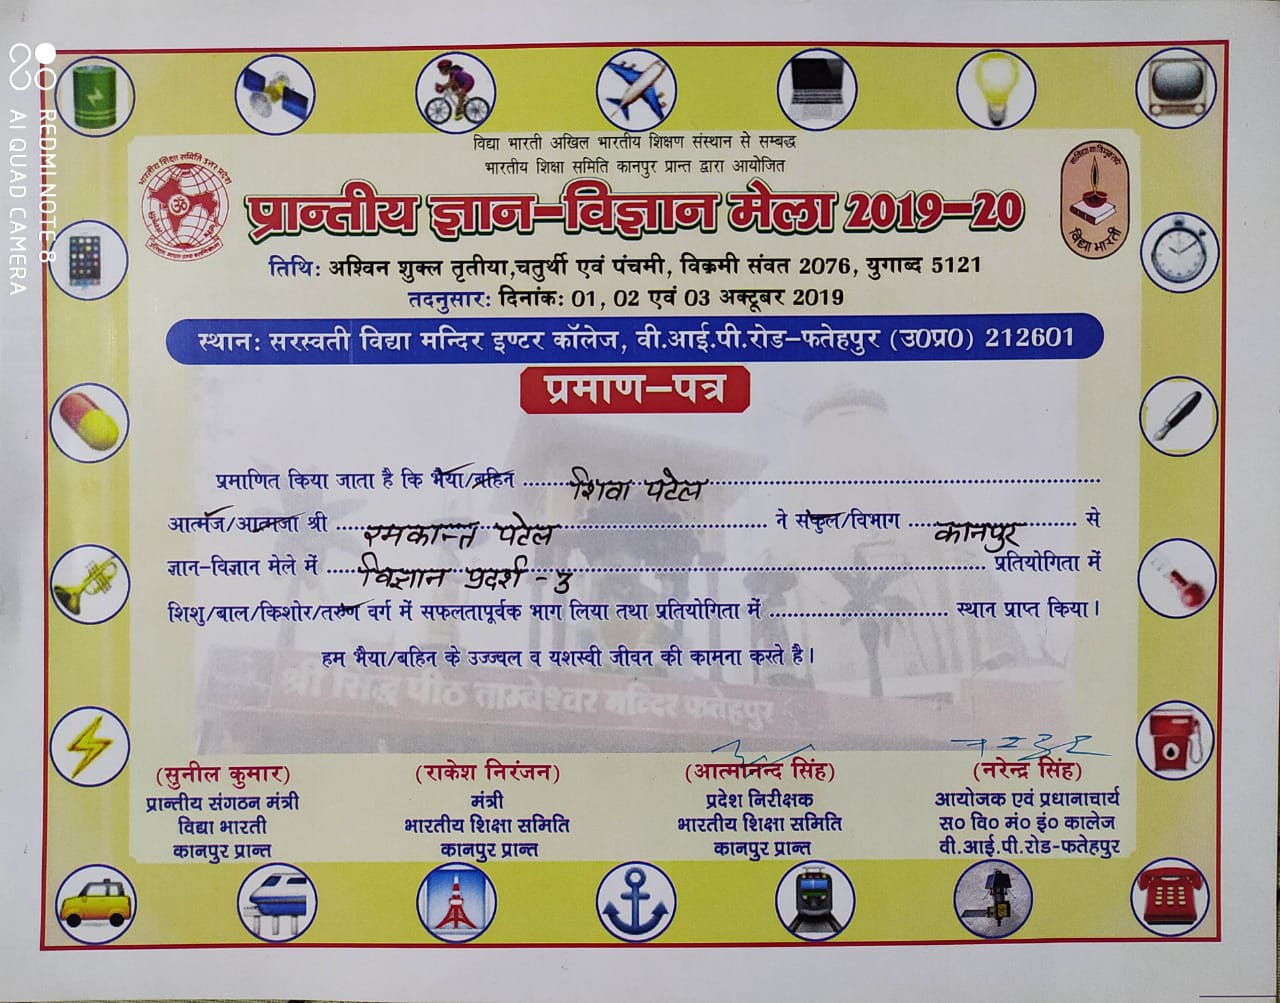 विद्या भारती अखिल भारतीय शिक्षण संस्थान से सम्बद्ध
भारतीय शिक्षा समिति कानपुर प्रान्त द्वारा आयोजित
प्रान्तीय ज्ञान–विज्ञान मेला 2019–20
विद्या भारती
तिथि: अश्विन शुक्ल तृतीया,चतुर्थी एवं पंचमी, विक्रमी संवत 2076, युगाब्द 5121
तदनुसार: दिनांक: 01, 02 एवं 03 अक्टूबर 2019
स्थान: सरस्वती विद्या मन्दिर इण्टर कॉलेज, वी.आई.पी.रोड–फतेहपुर (उ0प्र0) 212601
प्रमाण–पत्र
प्रमाणित किया जाता है कि भैया/बहिन शिवा पटेल
आत्मज/आत्मजा श्री रमाकान्त पटेल ने संकुल/विभाग कानपुर से
ज्ञान–विज्ञान मेले में विज्ञान प्रदर्श - 3 प्रतियोगिता में
शिशु/बाल/किशोर/तरुण वर्ग में सफलतापूर्वक भाग लिया तथा प्रतियोगिता में .................... स्थान प्राप्त किया।
हम भैया/बहिन के उज्ज्वल व यशस्वी जीवन की कामना करते है।
श्री सिद्ध पीठ ताम्बेश्वर मन्दिर फतेहपुर
(सुनील कुमार) (राकेश निरंजन) (आत्मानन्द सिंह) (नरेन्द्र सिंह)
प्रान्तीय संगठन मंत्री मंत्री प्रदेश निरीक्षक आयोजक एवं प्रधानाचार्य
विद्या भारती भारतीय शिक्षा समिति भारतीय शिक्षा समिति स० वि० मं० इं० कालेज
कानपुर प्रान्त कानपुर प्रान्त कानपुर प्रान्त वी.आई.पी.रोड-फतेहपुर
REDMI NOTE 8
AI QUAD CAMERA